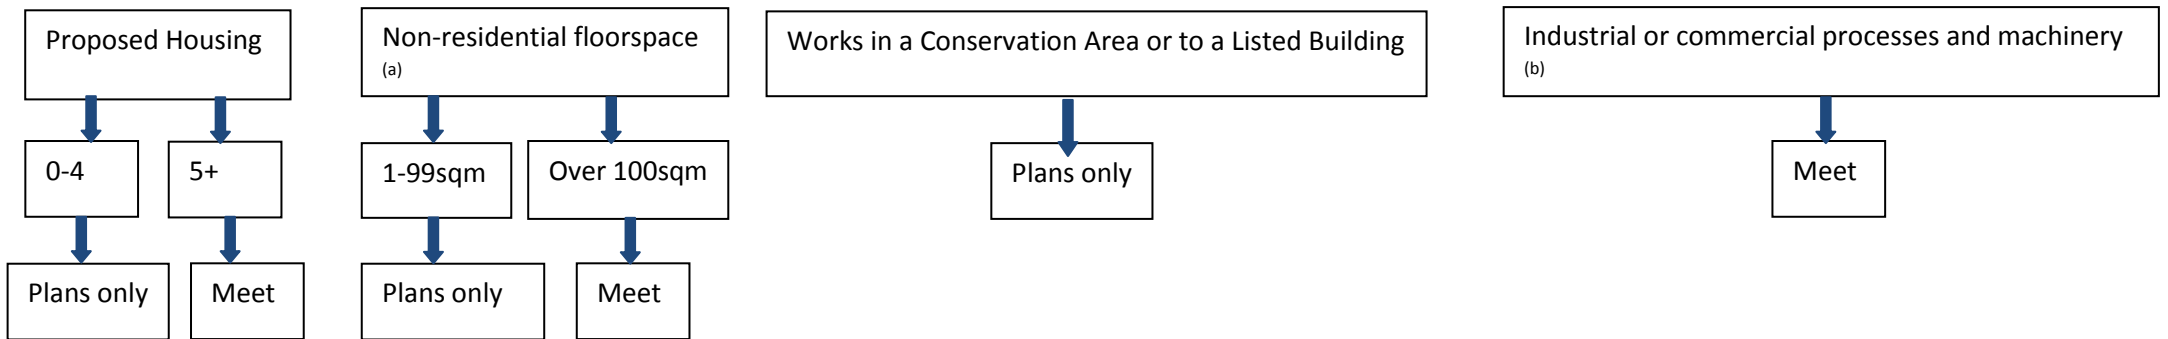 Proposed Housing
Non-residential floorspace
(a)
Works in a Conservation Area or to a Listed Building
Industrial or commercial processes and machinery
(b)
0-4
5+
1-99sqm
Over 100sqm
Plans only
Meet
Plans only
Meet
Plans only
Meet